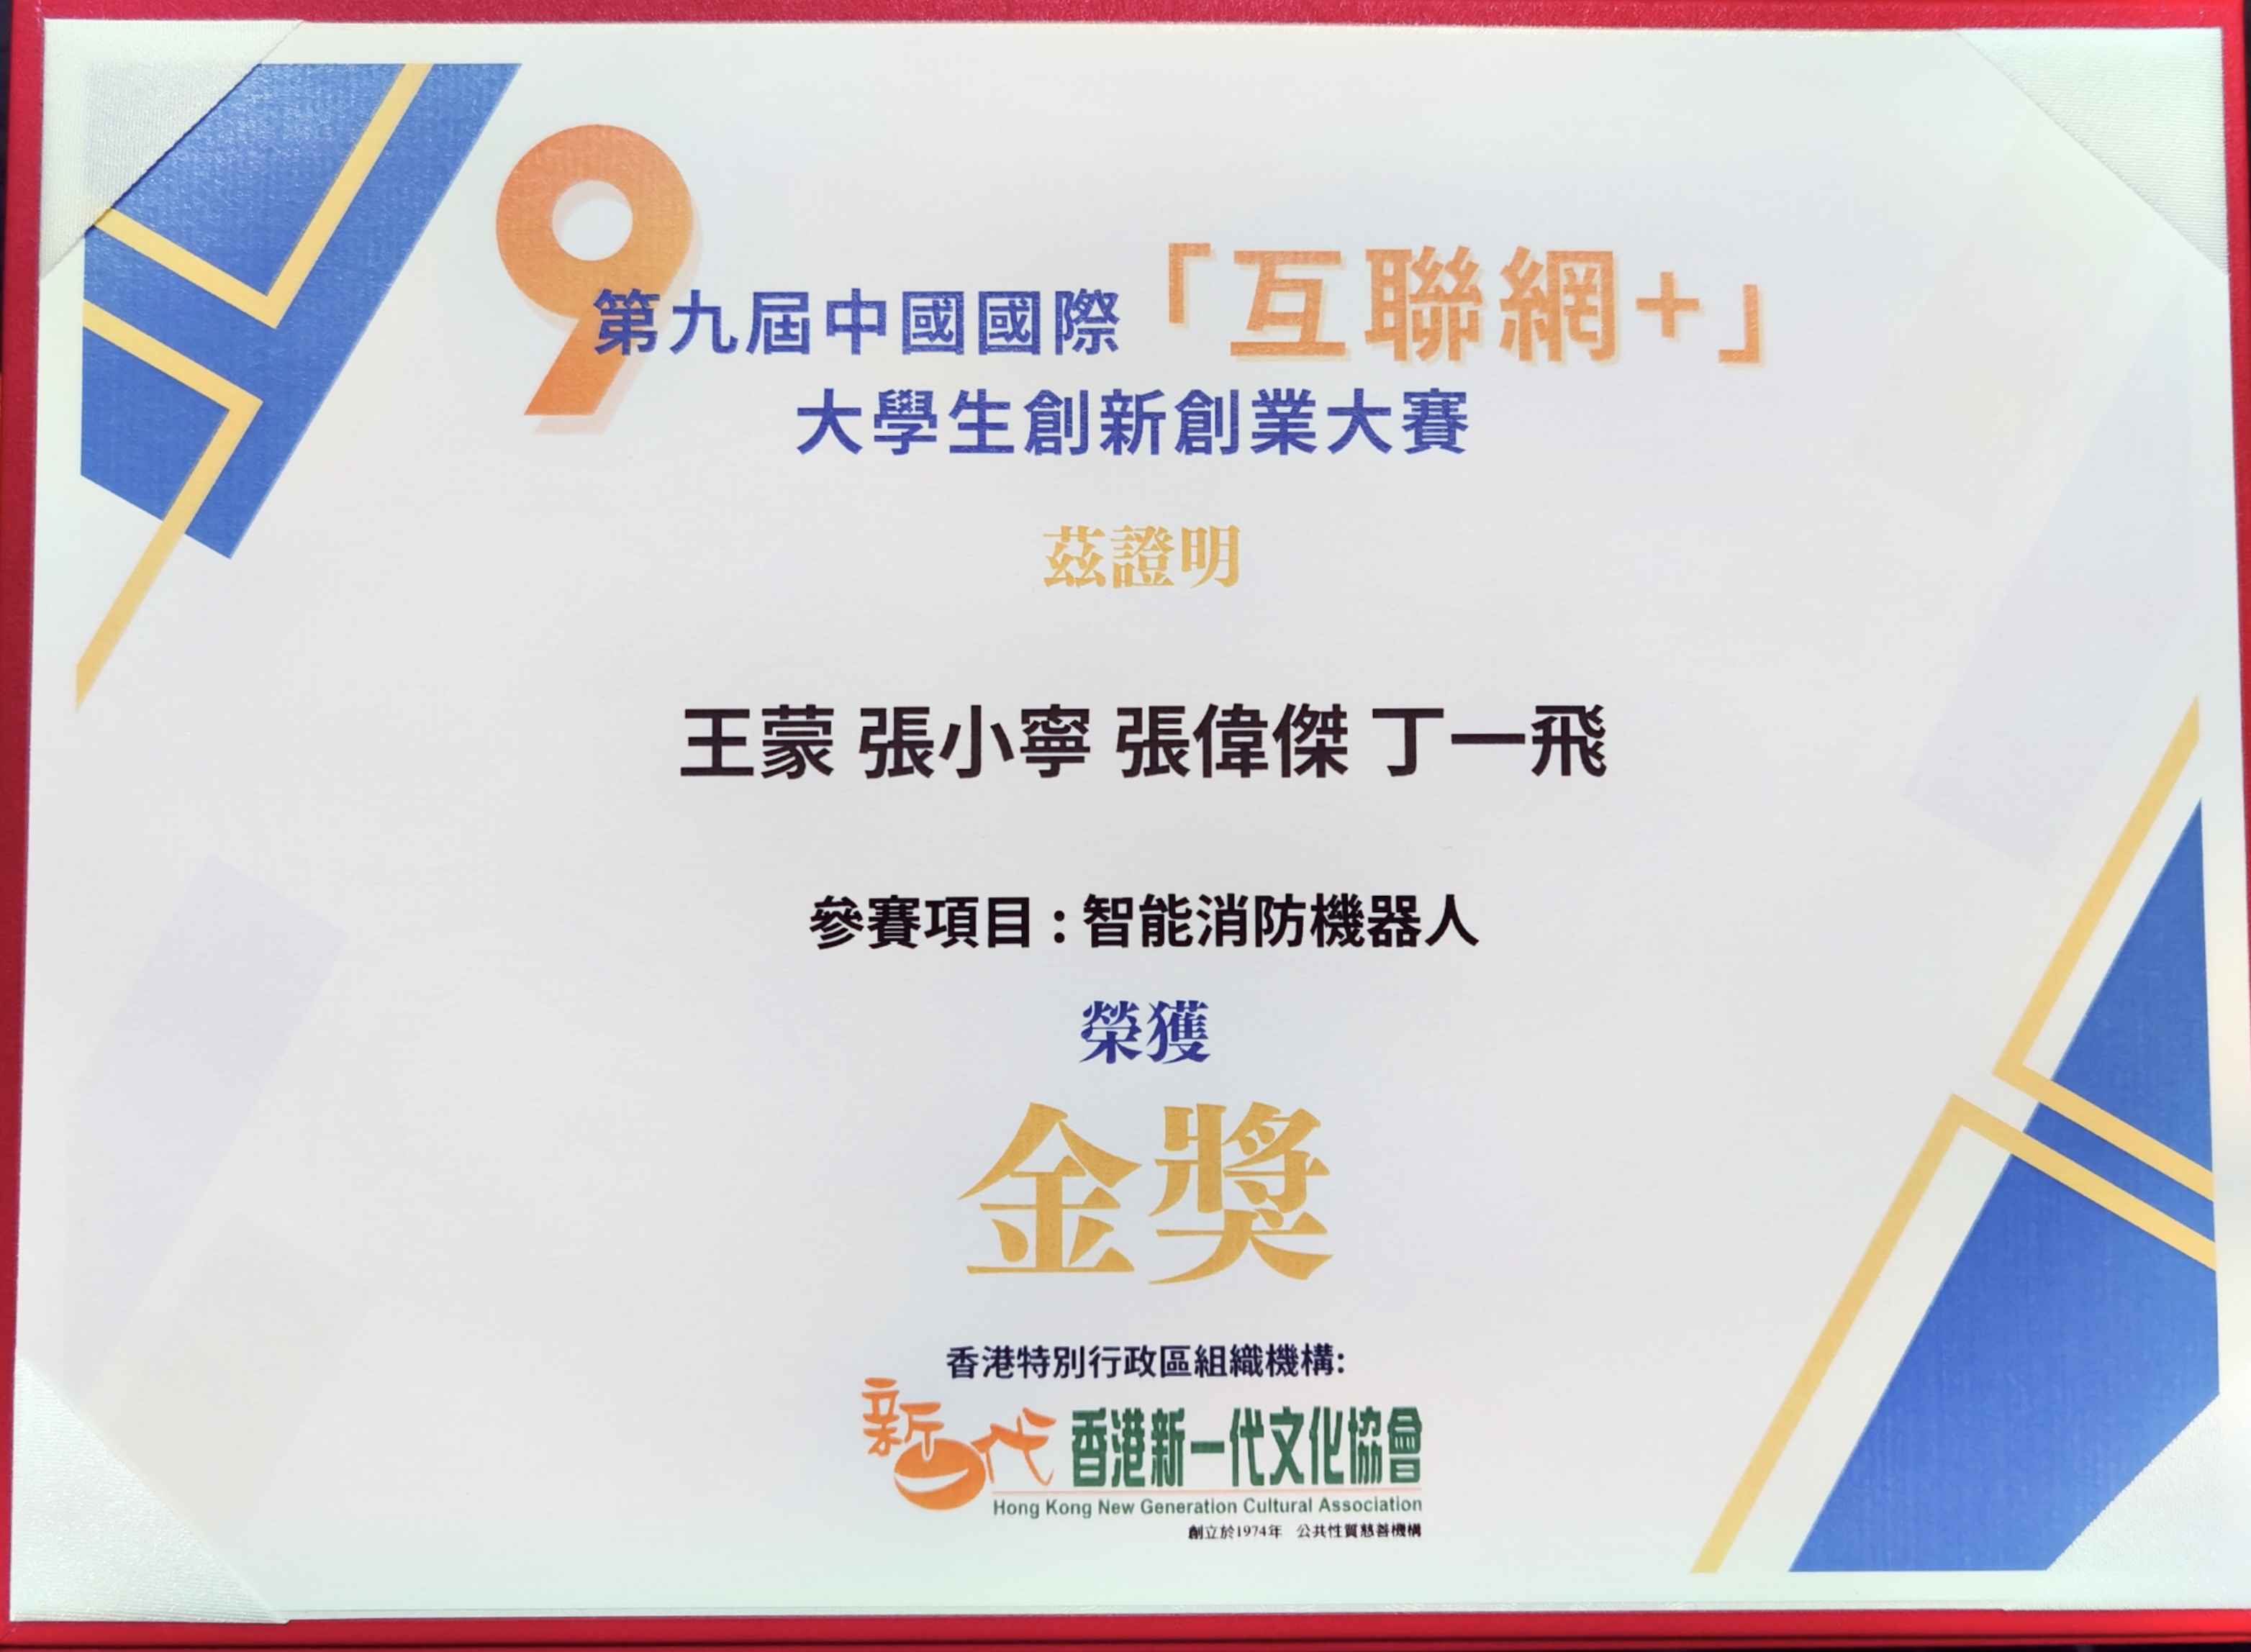 9
第九屆中國國際「互聯網+」
大學生創新創業大賽
茲證明
王蒙 張小寧 張偉傑 丁一飛
參賽項目:智能消防機器人
榮獲
金獎
香港特別行政區組織機構:
新一代 香港新一代文化協會
Hong Kong New Generation Cultural Association
創立於1974年 公共性質慈善機構